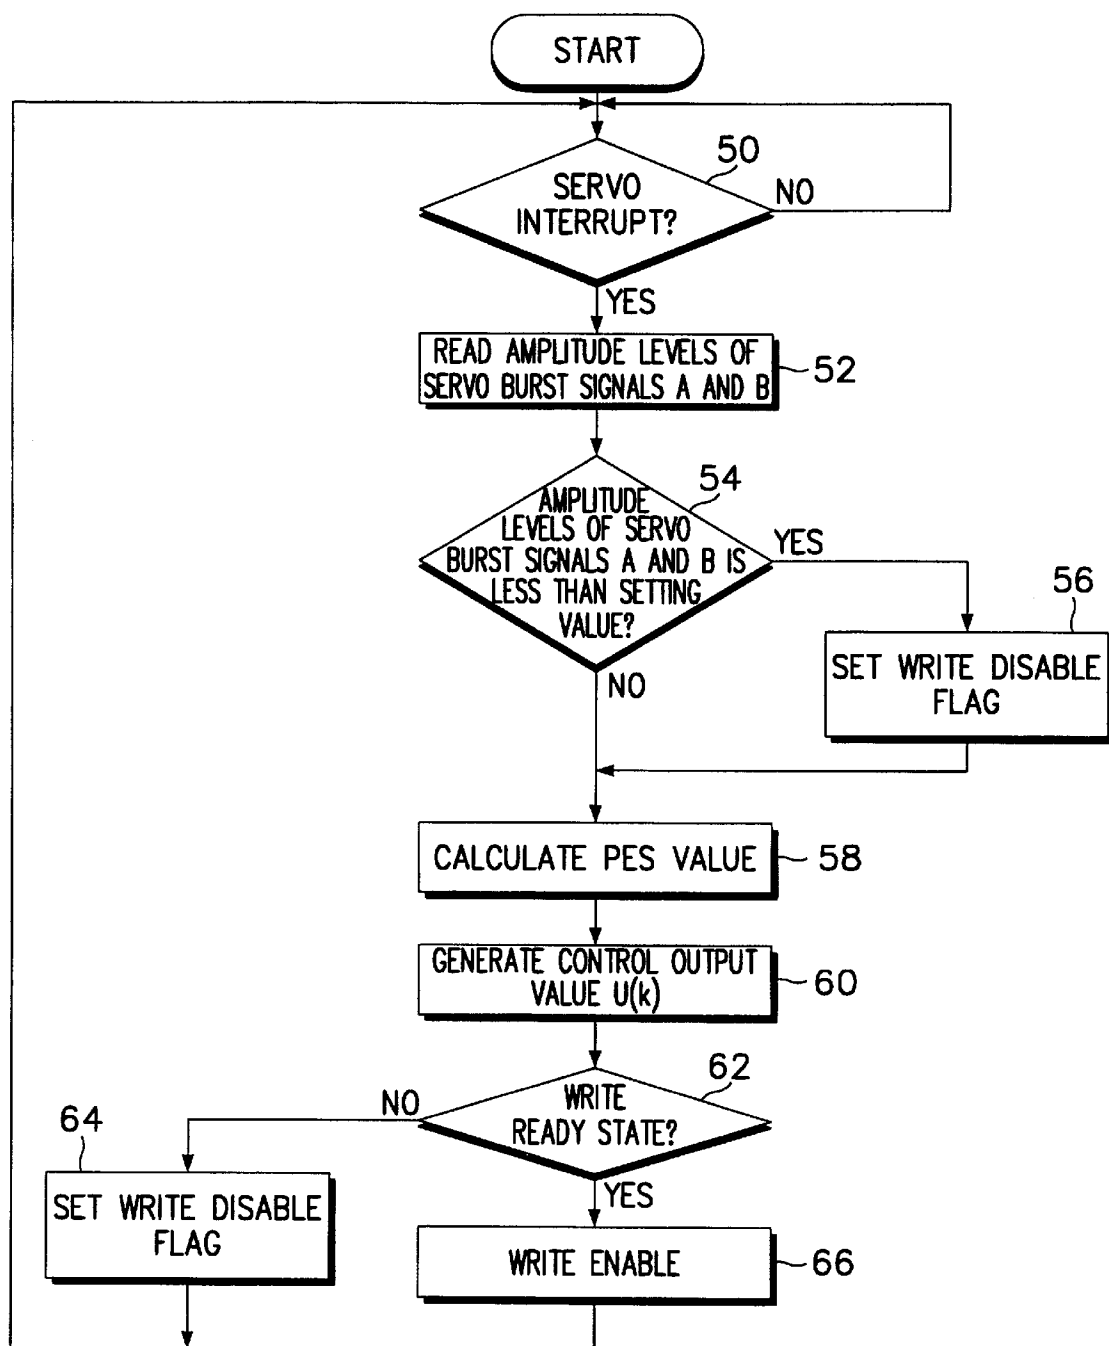 START
50
SERVO
INTERRUPT?
NO
YES
READ AMPLITUDE LEVELS OF
SERVO BURST SIGNALS A AND B
52
54
AMPLITUDE
LEVELS OF SERVO
BURST SIGNALS A AND B IS
LESS THAN SETTING
VALUE?
YES
NO
56
SET WRITE DISABLE
FLAG
CALCULATE PES VALUE
58
GENERATE CONTROL OUTPUT
VALUE U(k)
60
62
WRITE
READY STATE?
NO
YES
64
SET WRITE DISABLE
FLAG
WRITE ENABLE
66